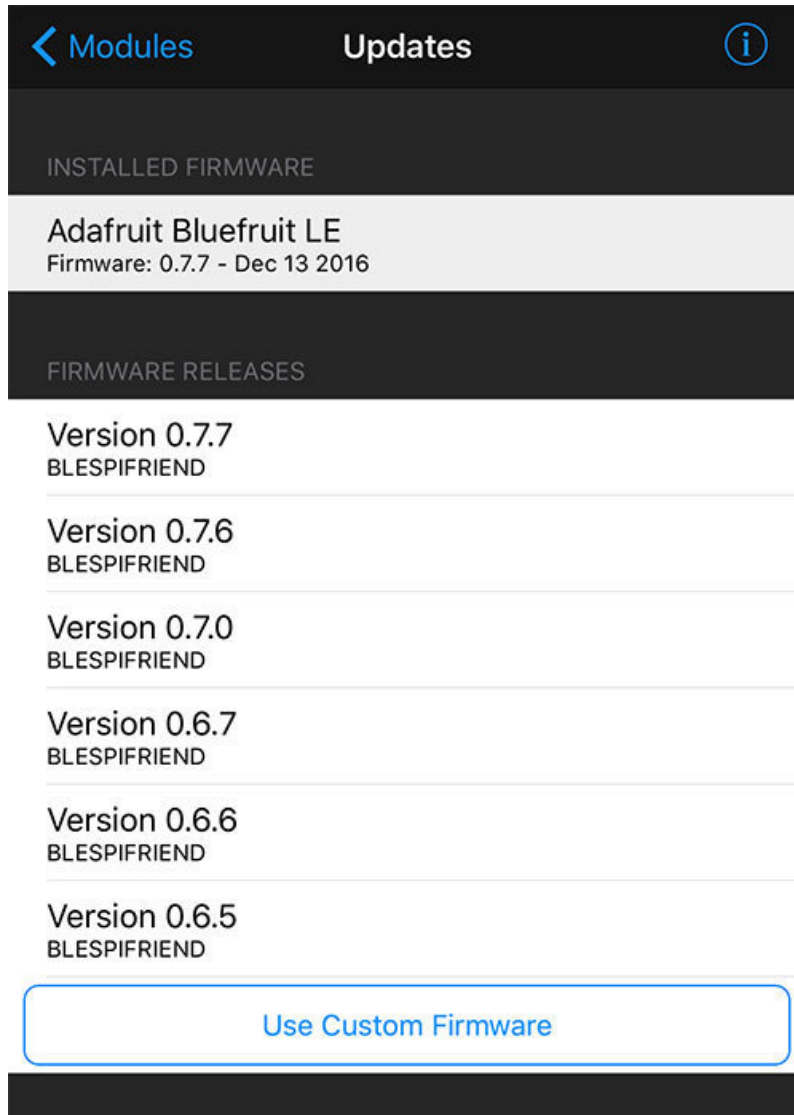 Modules
Updates
i
INSTALLED FIRMWARE
Adafruit Bluefruit LE
Firmware: 0.7.7 - Dec 13 2016
FIRMWARE RELEASES
Version 0.7.7
BLESPIFRIEND
Version 0.7.6
BLESPIFRIEND
Version 0.7.0
BLESPIFRIEND
Version 0.6.7
BLESPIFRIEND
Version 0.6.6
BLESPIFRIEND
Version 0.6.5
BLESPIFRIEND
Use Custom Firmware